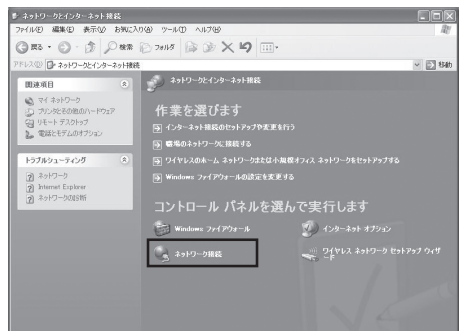 ネットワークとインターネット接続
ファイル(F) 編集(E) 表示(V) お気に入り(A) ツール(T) ヘルプ(H)
戻る 検索 フォルダ
アドレス(D) ネットワークとインターネット接続 移動
関連項目
マイ ネットワーク
プリンタとその他のハードウェア
リモート デスクトップ
電話とモデムのオプション
トラブルシューティング
ネットワーク
Internet Explorer
ネットワークの診断
ネットワークとインターネット接続
作業を選びます
インターネット接続のセットアップや変更を行う
職場のネットワークに接続する
ワイヤレスのホーム ネットワークまたは小規模オフィス ネットワークをセットアップする
Windows ファイアウォールの設定を変更する
コントロール パネルを選んで実行します
Windows ファイアウォール
インターネット オプション
ネットワーク接続
ワイヤレス ネットワーク セットアップ ウィザ
ード